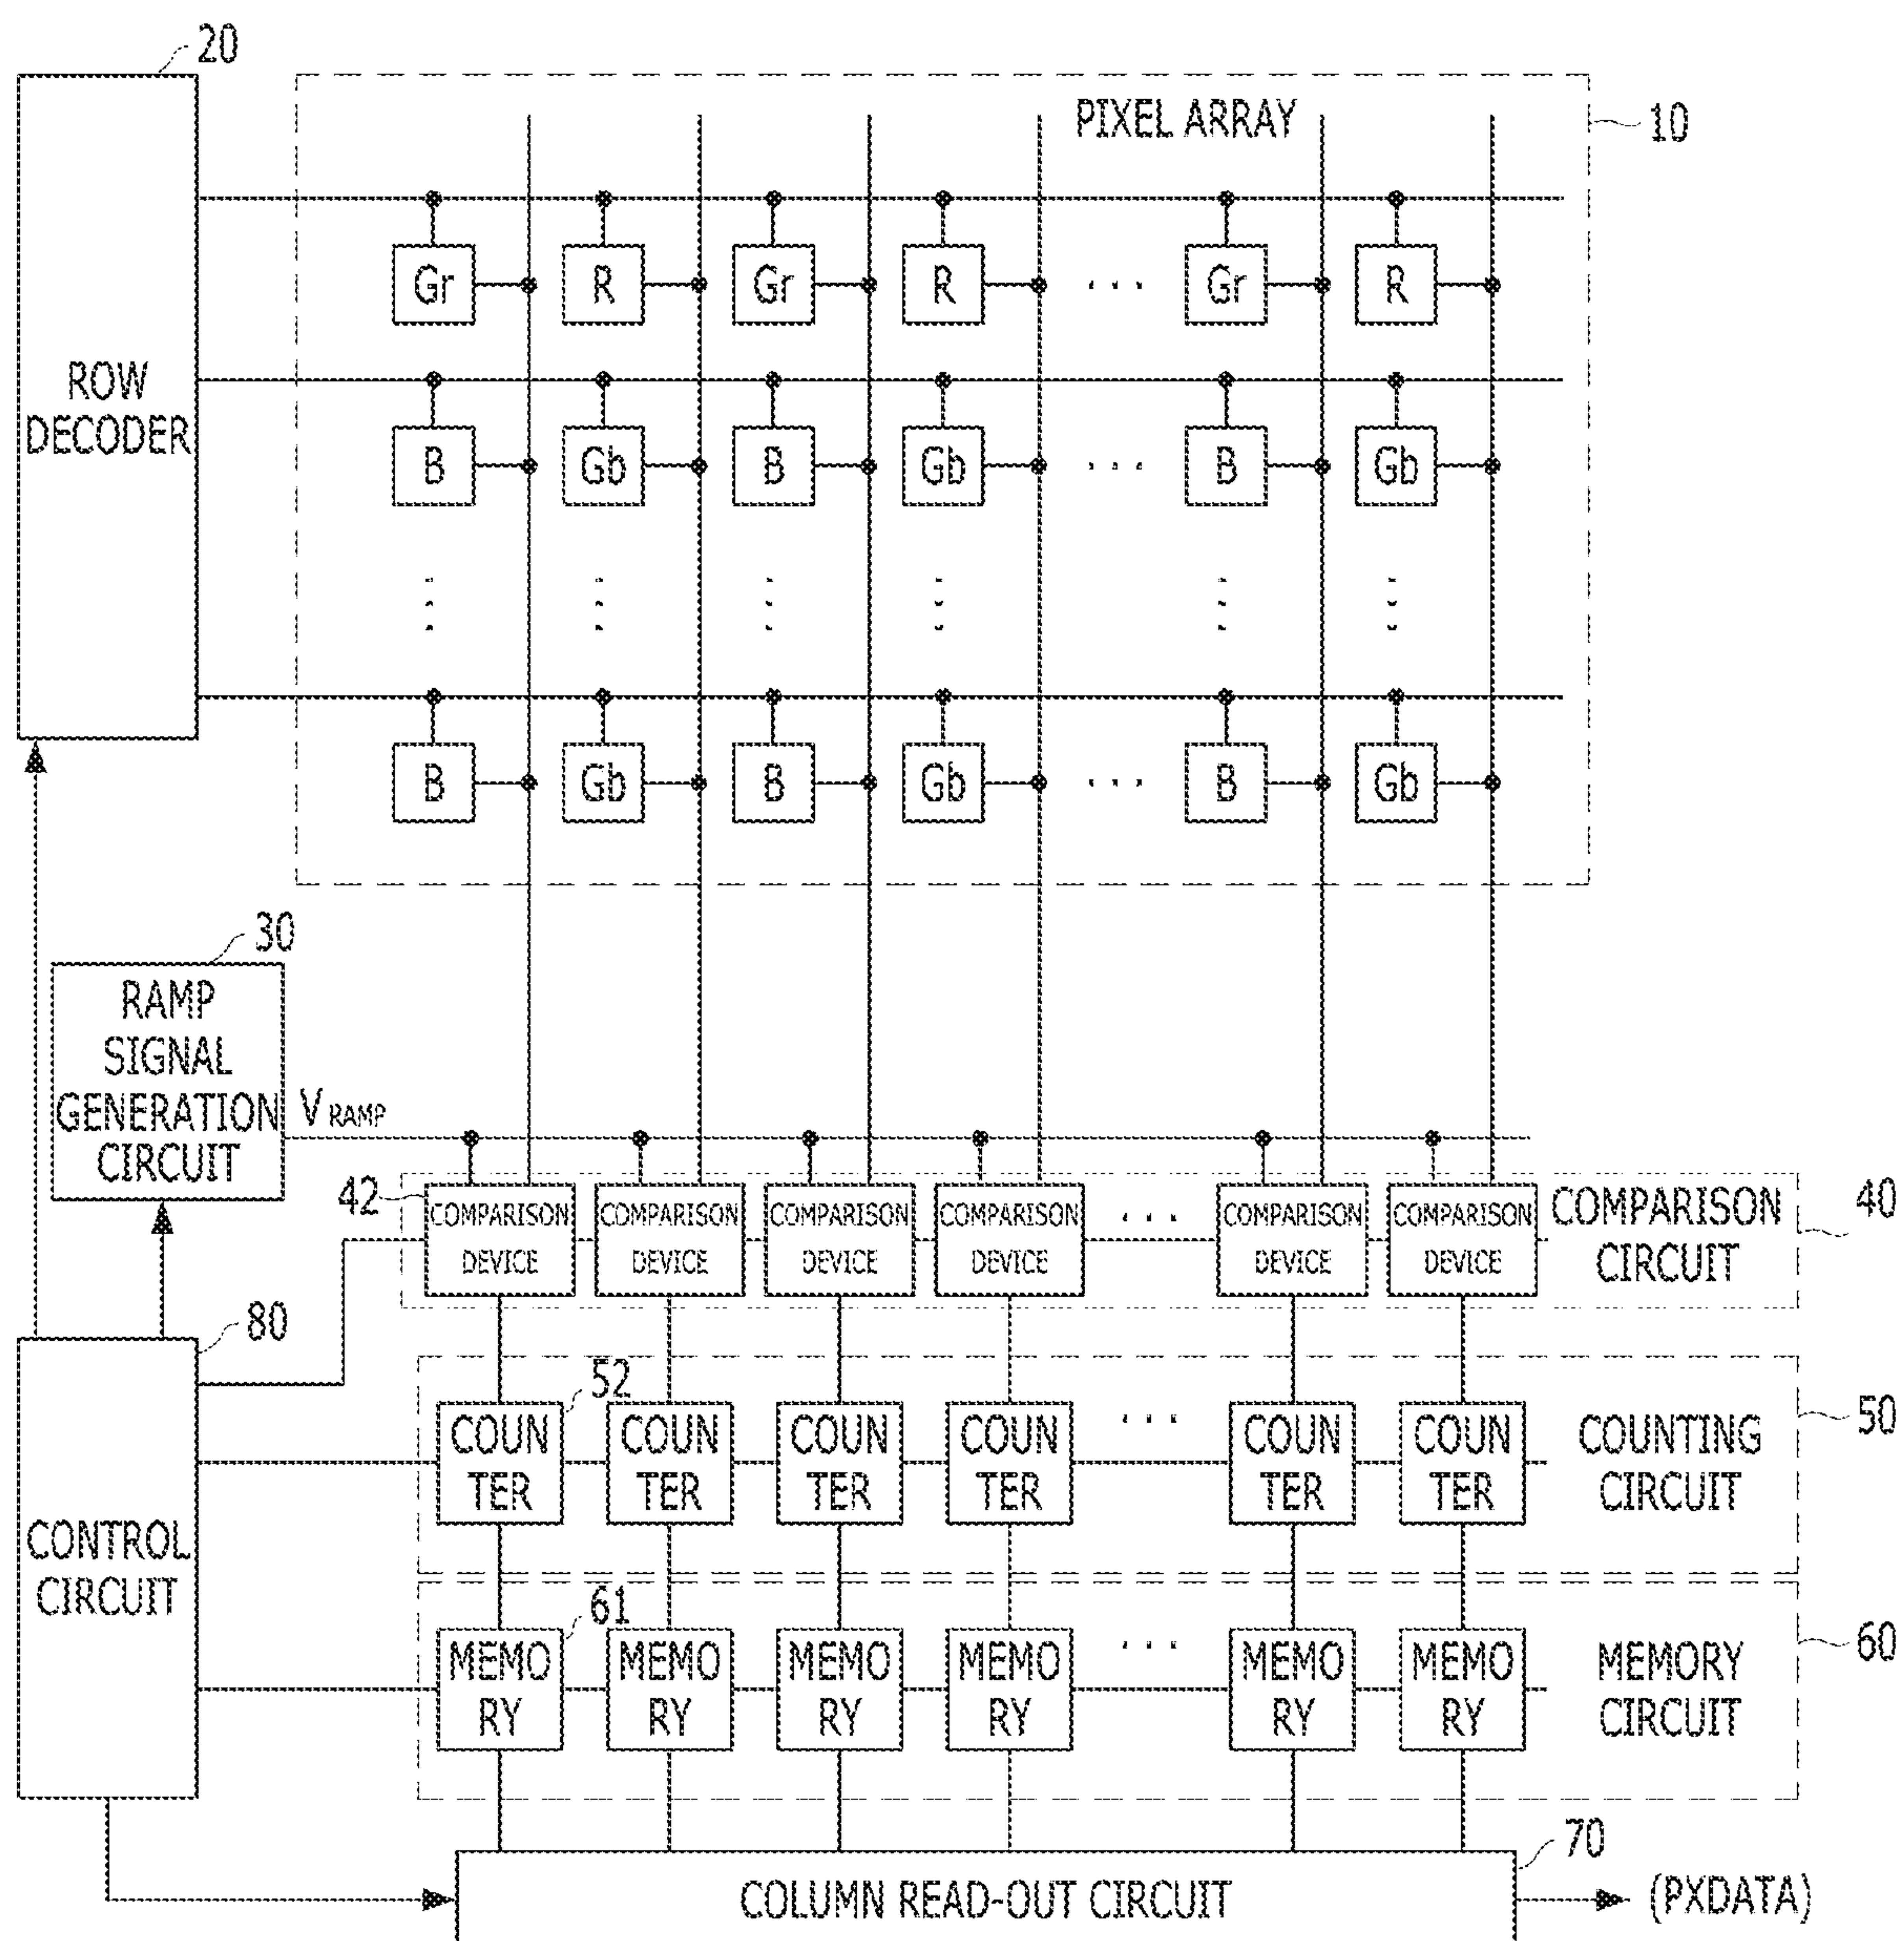 20
PIXEL ARRAY
10
Gr R Gr R ... Gr R
ROW
DECODER
B Gb B Gb ... B Gb
B Gb B Gb ... B Gb
30
RAMP
SIGNAL
GENERATION
CIRCUIT
VRAMP
42
COMPARISON COMPARISON COMPARISON COMPARISON ... COMPARISON COMPARISON
DEVICE DEVICE DEVICE DEVICE DEVICE DEVICE
COMPARISON
CIRCUIT
40
80
52
COUN COUN COUN COUN ... COUN COUN
TER TER TER TER TER TER
COUNTING
CIRCUIT
50
CONTROL
CIRCUIT
61
MEMO MEMO MEMO MEMO ... MEMO MEMO
RY RY RY RY RY RY
MEMORY
CIRCUIT
60
70
COLUMN READ-OUT CIRCUIT
(PXDATA)